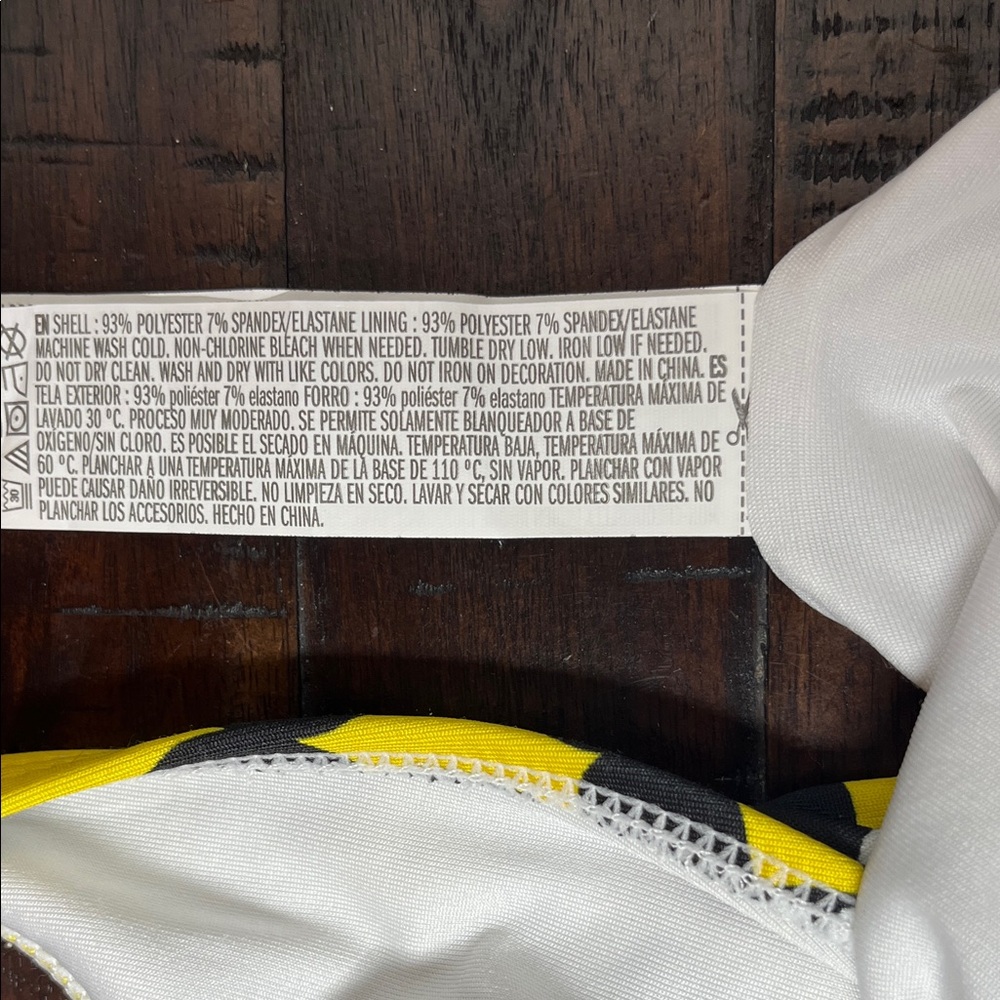 EN SHELL : 93% POLYESTER 7% SPANDEX/ELASTANE LINING : 93% POLYESTER 7% SPANDEX/ELASTANE
MACHINE WASH COLD. NON-CHLORINE BLEACH WHEN NEEDED. TUMBLE DRY LOW. IRON LOW IF NEEDED.
DO NOT DRY CLEAN. WASH AND DRY WITH LIKE COLORS. DO NOT IRON ON DECORATION. MADE IN CHINA. ES
TELA EXTERIOR : 93% poliéster 7% elastano FORRO : 93% poliéster 7% elastano TEMPERATURA MÁXIMA DE
LAVADO 30 ºC. PROCESO MUY MODERADO. SE PERMITE SOLAMENTE BLANQUEADOR A BASE DE
OXÍGENO/SIN CLORO. ES POSIBLE EL SECADO EN MÁQUINA. TEMPERATURA BAJA, TEMPERATURA MÁXIMA DE
60 ºC. PLANCHAR A UNA TEMPERATURA MÁXIMA DE LA BASE DE 110 ºC, SIN VAPOR. PLANCHAR CON VAPOR
PUEDE CAUSAR DAÑO IRREVERSIBLE. NO LIMPIEZA EN SECO. LAVAR Y SECAR CON COLORES SIMILARES. NO
PLANCHAR LOS ACCESORIOS. HECHO EN CHINA.
30